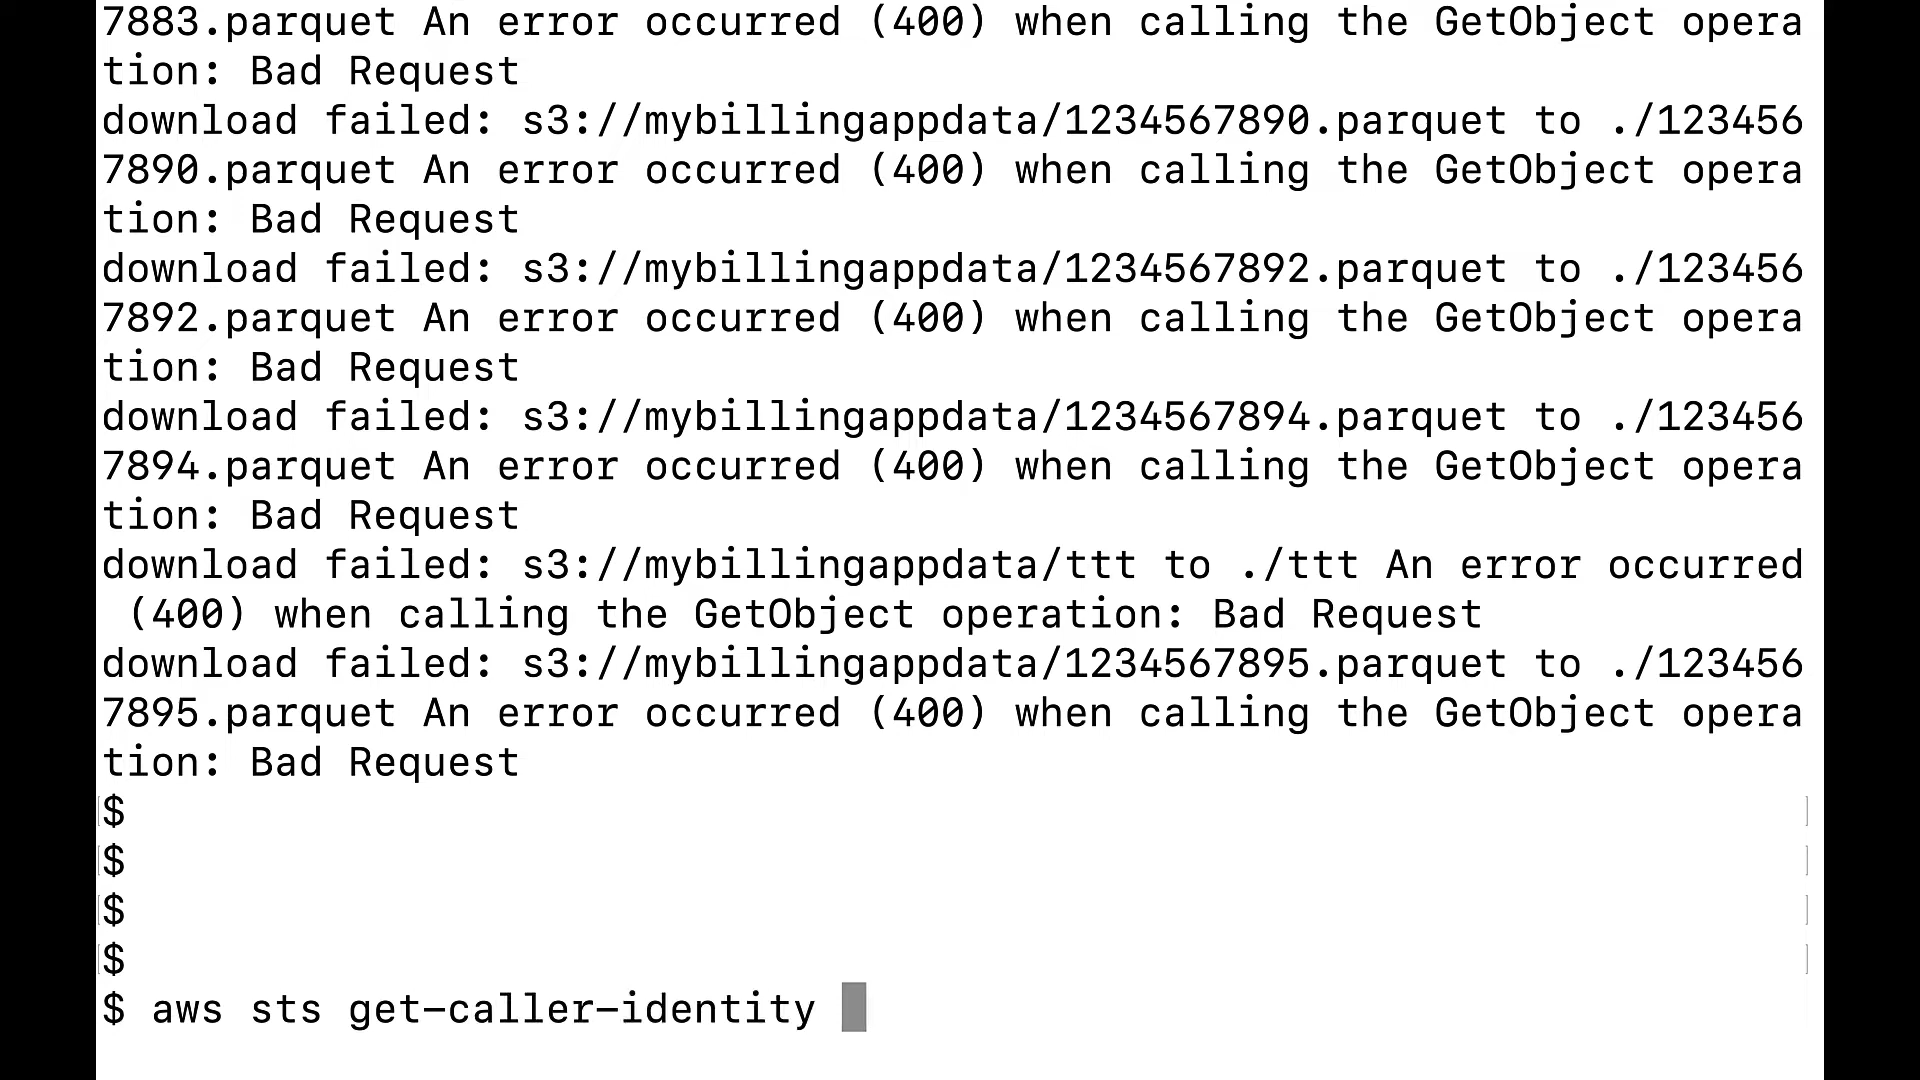 7883.parquet An error occurred (400) when calling the GetObject opera
tion: Bad Request
download failed: s3://mybillingappdata/1234567890.parquet to ./123456
7890.parquet An error occurred (400) when calling the GetObject opera
tion: Bad Request
download failed: s3://mybillingappdata/1234567892.parquet to ./123456
7892.parquet An error occurred (400) when calling the GetObject opera
tion: Bad Request
download failed: s3://mybillingappdata/1234567894.parquet to ./123456
7894.parquet An error occurred (400) when calling the GetObject opera
tion: Bad Request
download failed: s3://mybillingappdata/ttt to ./ttt An error occurred
 (400) when calling the GetObject operation: Bad Request
download failed: s3://mybillingappdata/1234567895.parquet to ./123456
7895.parquet An error occurred (400) when calling the GetObject opera
tion: Bad Request
$
$
$
$
$ aws sts get-caller-identity